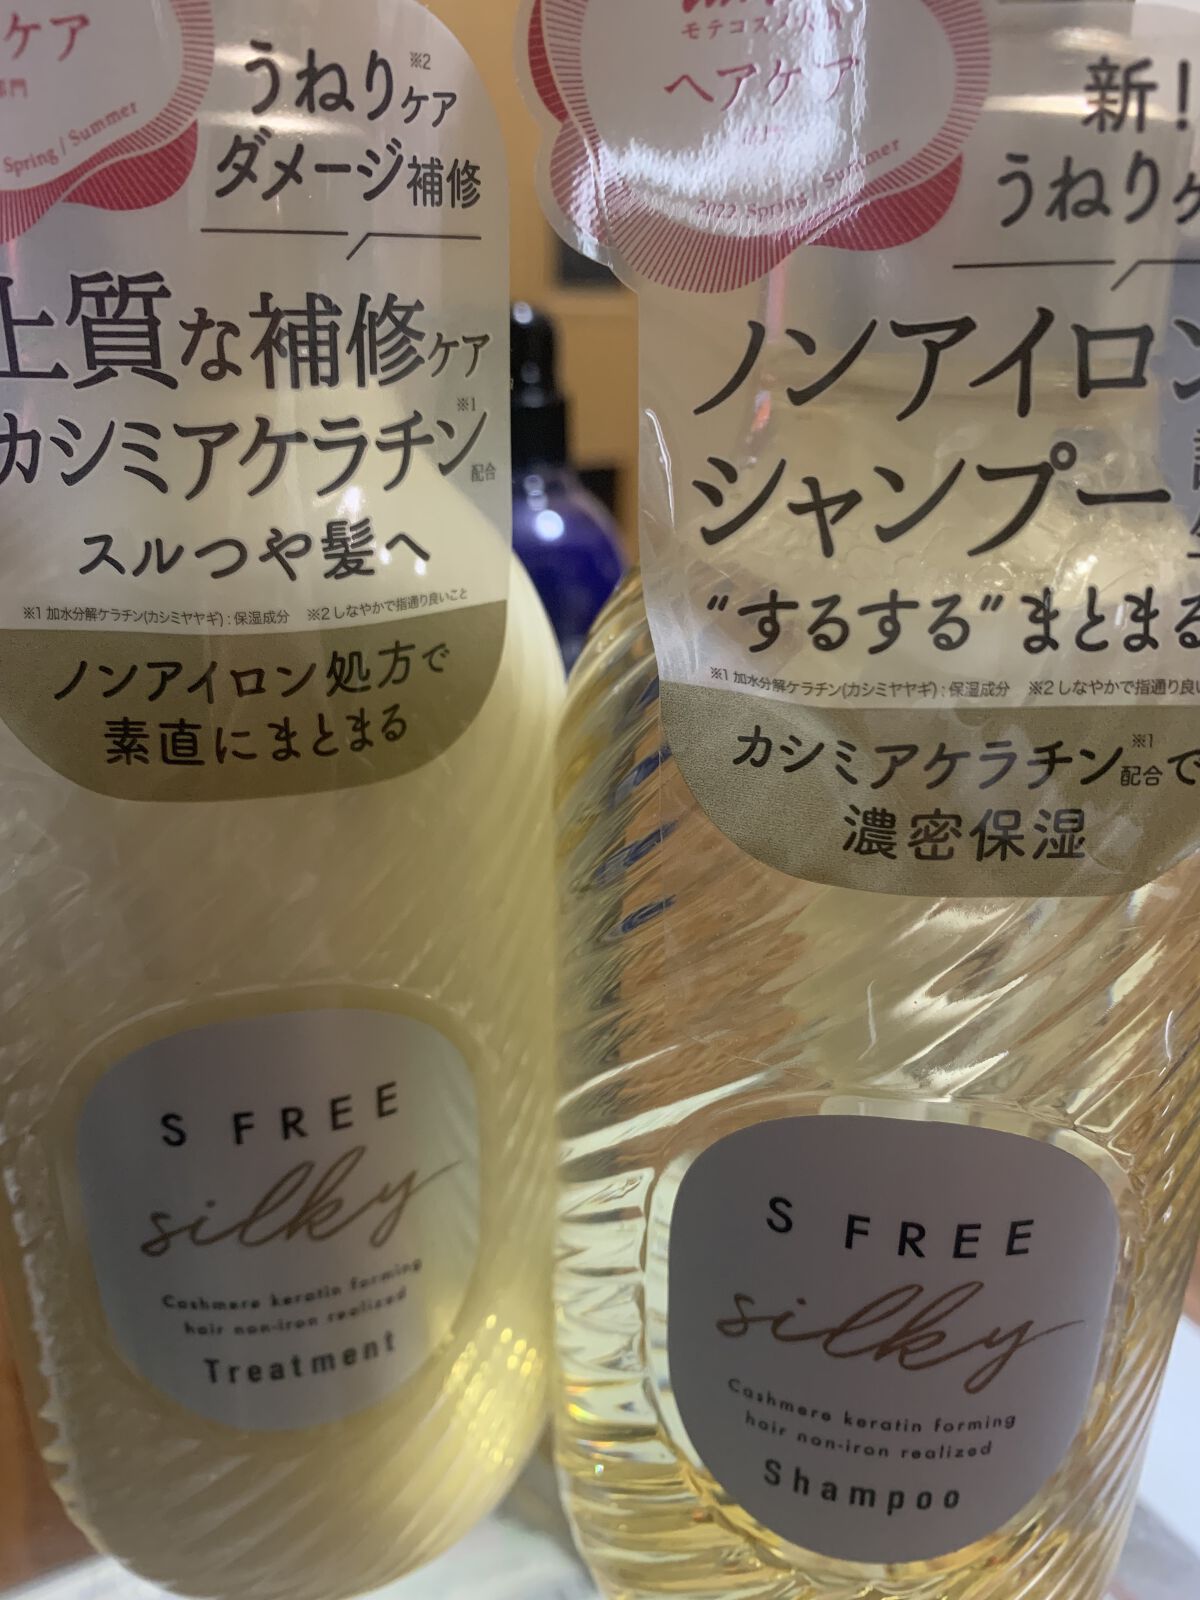 ケア
部門
Spring / Summer
うねりケア
※2
ダメージ補修
上質な補修ケア
カシミアケラチン
※1
配合
スルつや髪へ
※1 加水分解ケラチン(カシミヤヤギ) : 保湿成分 ※2 しなやかで指通り良いこと
ノンアイロン処方で
素直にまとまる
S FREE
silky
Cashmere keratin forming
hair non-iron realized
Treatment
モテコスメ大賞
ヘアケア
2022 Spring / Summer
新!
うねりケ
ノンアイロン
シャンプー
“するする”まとまる
※1 加水分解ケラチン(カシミヤヤギ) : 保湿成分 ※2 しなやかで指通り良い
カシミアケラチン
※1
配合で
濃密保湿
S FREE
silky
Cashmere keratin forming
hair non-iron realized
Shampoo